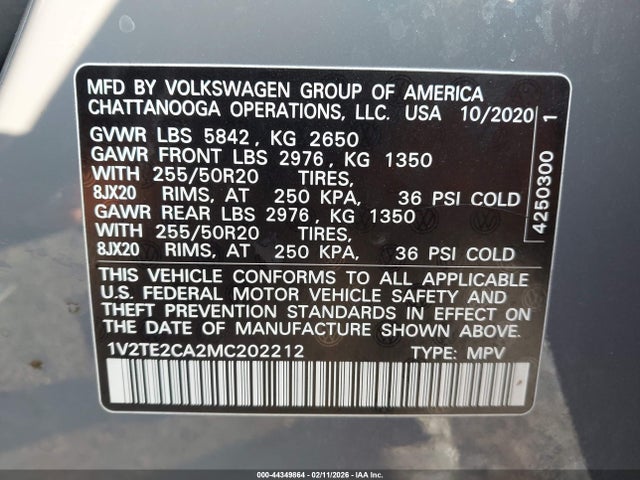 MFD BY VOLKSWAGEN GROUP OF AMERICA
CHATTANOOGA OPERATIONS, LLC. USA 10/2020
GVWR LBS 5842, KG 2650
GAWR FRONT LBS 2976, KG 1350
WITH 255/50R20 TIRES,
8JX20 RIMS, AT 250 KPA, 36 PSI COLD
GAWR REAR LBS 2976, KG 1350
WITH 255/50R20 TIRES,
8JX20 RIMS, AT 250 KPA, 36 PSI COLD
THIS VEHICLE CONFORMS TO ALL APPLICABLE
U.S. FEDERAL MOTOR VEHICLE SAFETY AND
THEFT PREVENTION STANDARDS IN EFFECT
ON THE DATE OF MANUFACTURE SHOWN ABOVE.
1V2TE2CA2MC202212 TYPE: MPV
4250300 1
000-44349864 - 02/11/2026 - IAA Inc.